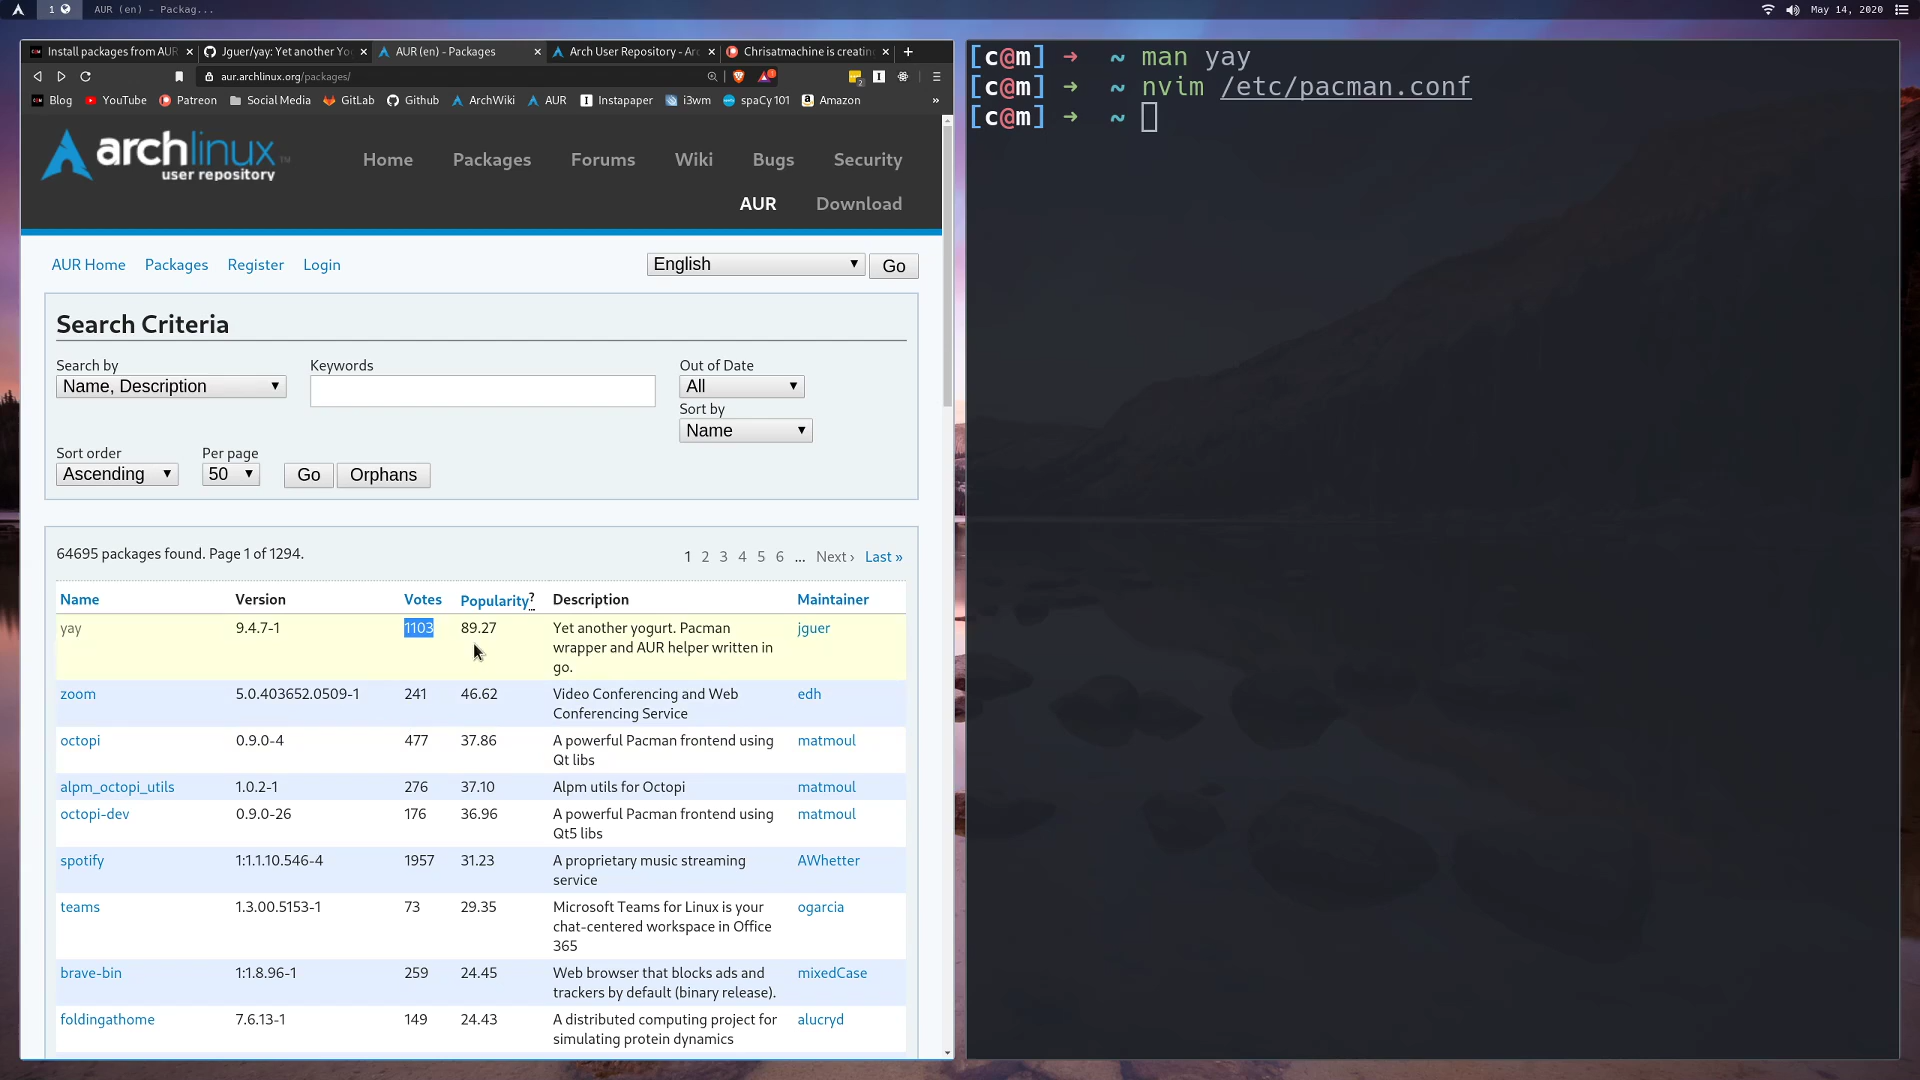 1 AUR (en) - Packag... May 14, 2020
Install packages from AUR × Jguer/yay: Yet another Yo × AUR (en) - Packages × Arch User Repository - Ar × Chrisatmachine is creatin × +
aur.archlinux.org/packages/
Blog YouTube Patreon Social Media GitLab Github ArchWiki AUR Instapaper i3wm spaCy 101 Amazon »
archlinux™
user repository
Home Packages Forums Wiki Bugs Security
AUR Download
AUR Home Packages Register Login English Go
Search Criteria
Search by Keywords Out of Date
Name, Description All
Sort by
Name
Sort order Per page
Ascending 50 Go Orphans
64695 packages found. Page 1 of 1294. 1 2 3 4 5 6 ... Next › Last »
Name Version Votes Popularity? Description Maintainer
yay 9.4.7-1 1103 89.27 Yet another yogurt. Pacman jguer
wrapper and AUR helper written in
go.
zoom 5.0.403652.0509-1 241 46.62 Video Conferencing and Web edh
Conferencing Service
octopi 0.9.0-4 477 37.86 A powerful Pacman frontend using matmoul
Qt libs
alpm_octopi_utils 1.0.2-1 276 37.10 Alpm utils for Octopi matmoul
octopi-dev 0.9.0-26 176 36.96 A powerful Pacman frontend using matmoul
Qt5 libs
spotify 1:1.1.10.546-4 1957 31.23 A proprietary music streaming AWhetter
service
teams 1.3.00.5153-1 73 29.35 Microsoft Teams for Linux is your ogarcia
chat-centered workspace in Office
365
brave-bin 1:1.8.96-1 259 24.45 Web browser that blocks ads and mixedCase
trackers by default (binary release).
foldingathome 7.6.13-1 149 24.43 A distributed computing project for alucryd
simulating protein dynamics
[c@m] → ~ man yay
[c@m] → ~ nvim /etc/pacman.conf
[c@m] → ~